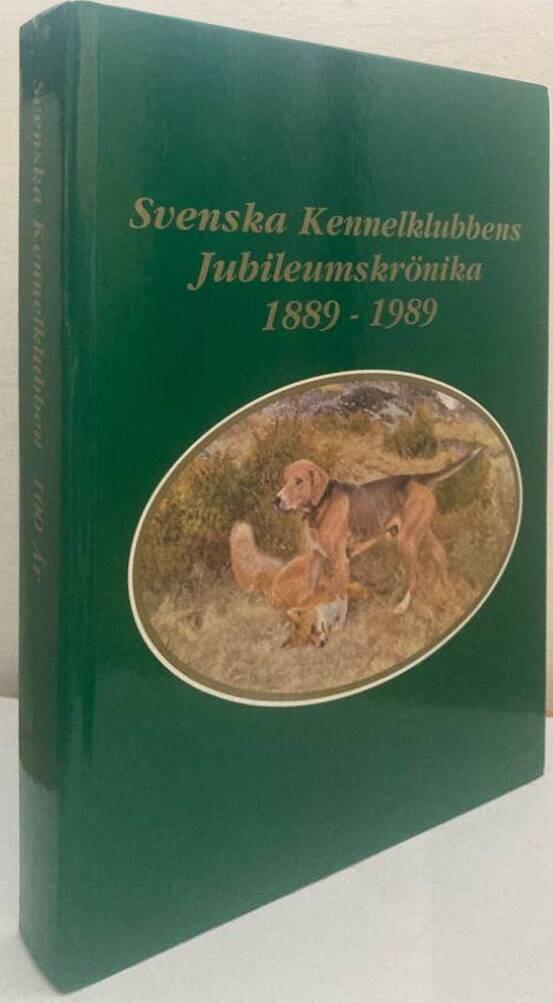 Svenska Kennelklubbens
Jubileumskrönika
1889 - 1989
Svenska Kennelklubben 100 År